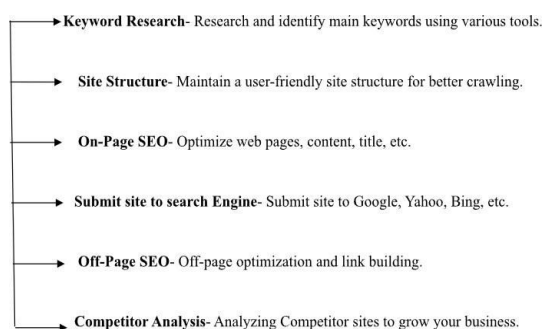 Keyword Research- Research and identify main keywords using various tools.
Site Structure- Maintain a user-friendly site structure for better crawling.
On-Page SEO- Optimize web pages, content, title, etc.
Submit site to search Engine- Submit site to Google, Yahoo, Bing, etc.
Off-Page SEO- Off-page optimization and link building.
Competitor Analysis- Analyzing Competitor sites to grow your business.